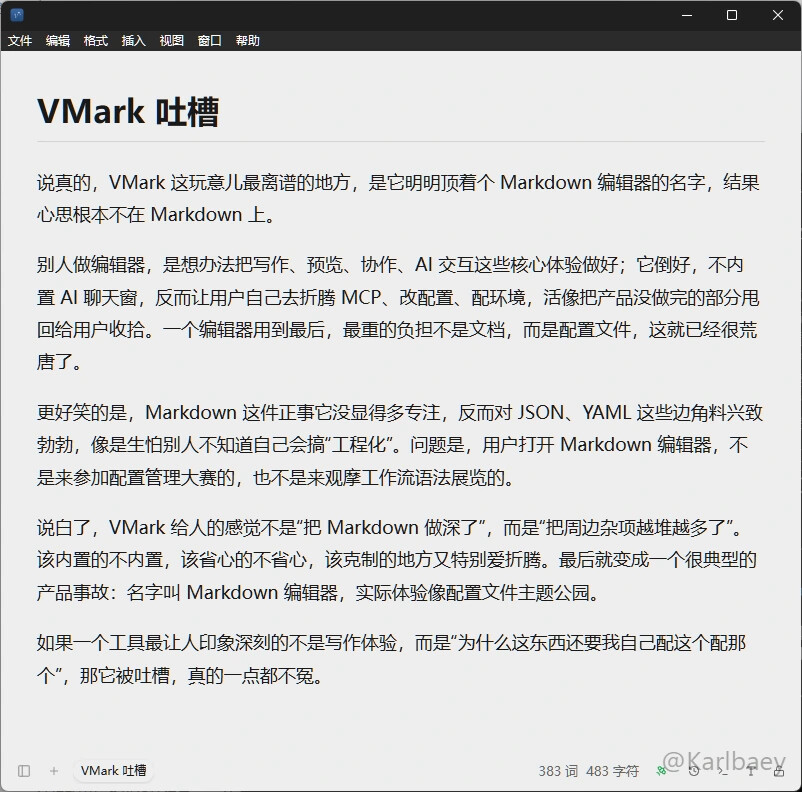 文件 编辑 格式 插入 视图 窗口 帮助
VMark 吐槽
说真的，VMark 这玩意儿最离谱的地方，是它明明顶着个 Markdown 编辑器的名字，结果
心思根本不在 Markdown 上。
别人做编辑器，是想办法把写作、预览、协作、AI 交互这些核心体验做好；它倒好，不内
置 AI 聊天窗，反而让用户自己去折腾 MCP、改配置、配环境，活像把产品没做完的部分甩
回给用户收拾。一个编辑器用到最后，最重的负担不是文档，而是配置文件，这就已经很荒
唐了。
更好笑的是，Markdown 这件正事它没显得多专注，反而对 JSON、YAML 这些边角料兴致
勃勃，像是生怕别人不知道自己会搞“工程化”。问题是，用户打开 Markdown 编辑器，不
是来参加配置管理大赛的，也不是来观摩工作流语法展览的。
说白了，VMark 给人的感觉不是“把 Markdown 做深了”，而是“把周边杂项越堆越多了”。
该内置的不内置，该省心的不省心，该克制的地方又特别爱折腾。最后就变成一个很典型的
产品事故：名字叫 Markdown 编辑器，实际体验像配置文件主题公园。
如果一个工具最让人印象深刻的不是写作体验，而是“为什么这东西还要我自己配这个配那
个”，那它被吐槽，真的一点都不冤。
VMark 吐槽
383 词 483 字符
@Karlbaey